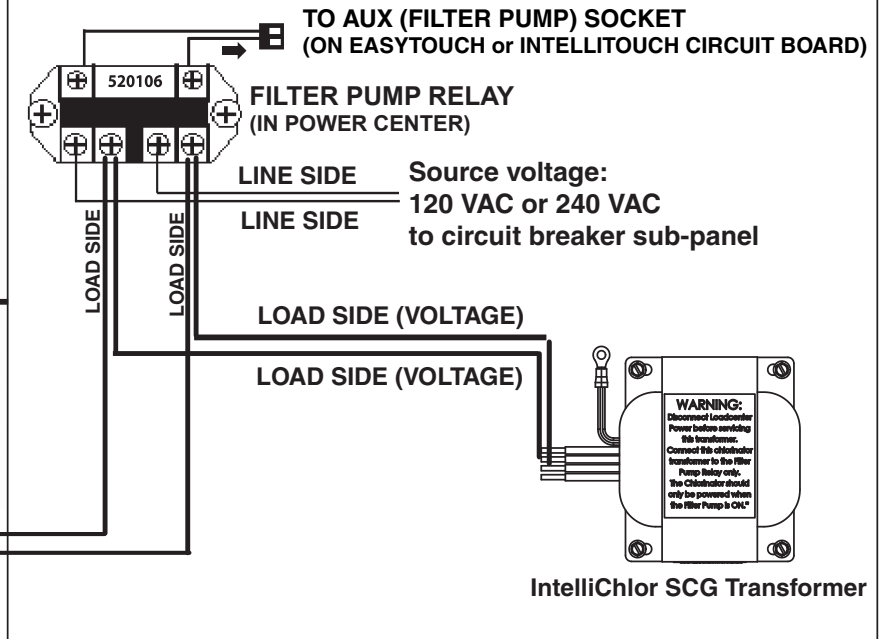 TO AUX (FILTER PUMP) SOCKET
(ON EASYTOUCH or INTELLITOUCH CIRCUIT BOARD)
520106
FILTER PUMP RELAY
(IN POWER CENTER)
LINE SIDE
LINE SIDE
Source voltage:
120 VAC or 240 VAC
to circuit breaker sub-panel
LOAD SIDE
LOAD SIDE
LOAD SIDE (VOLTAGE)
LOAD SIDE (VOLTAGE)
WARNING:
Disconnect Loadcenter
Power before servicing
this transformer.
Connect this chlorinator
transformer to the Filter
Pump Relay only.
The Chlorinator should
only be powered when
the Filter Pump is ON."
IntelliChlor SCG Transformer